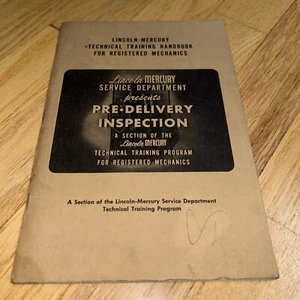 LINCOLN-MERCURY
TECHNICAL TRAINING HANDBOOK
FOR REGISTERED MECHANICS
Lincoln MERCURY
SERVICE DEPARTMENT
presents
PRE-DELIVERY
INSPECTION
A SECTION OF THE
Lincoln MERCURY
TECHNICAL TRAINING PROGRAM
FOR REGISTERED MECHANICS
A Section of the Lincoln-Mercury Service Department
Technical Training Program